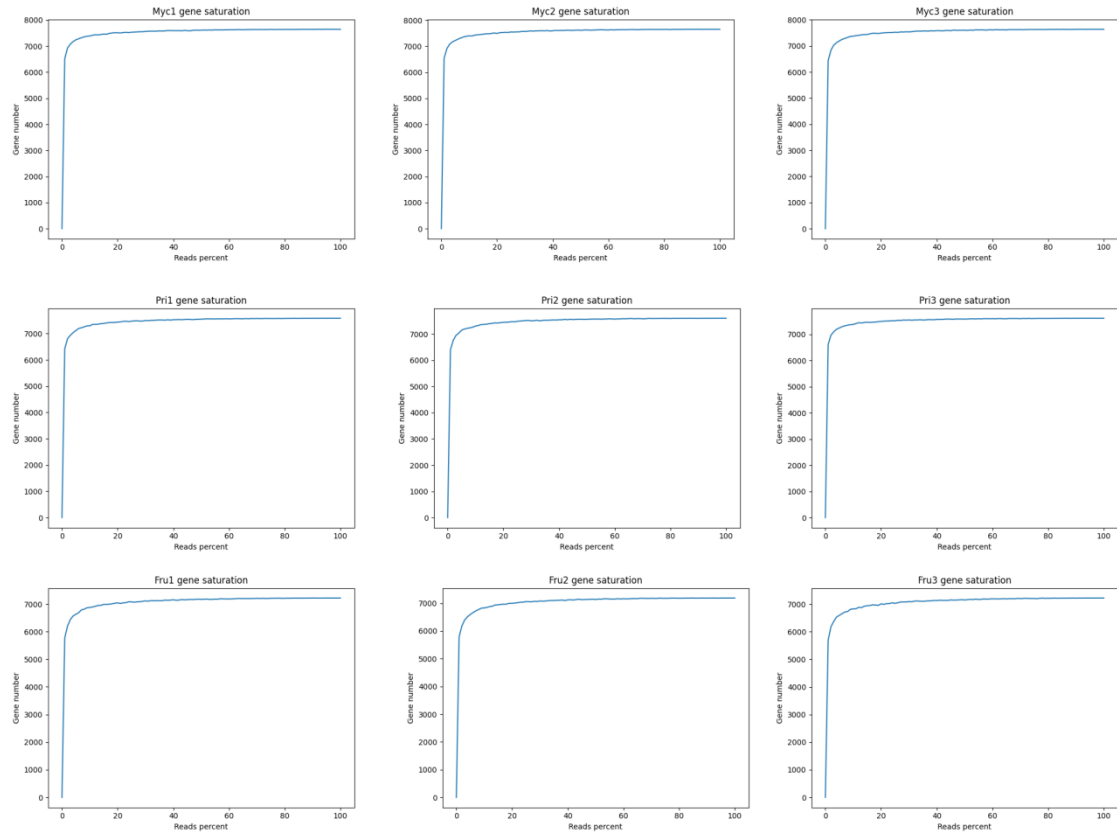 Myc1 gene saturation
8000
7000
6000
5000
4000
3000
2000
1000
0
Gene number
0 20 40 60 80 100
Reads percent
Myc2 gene saturation
8000
7000
6000
5000
4000
3000
2000
1000
0
Gene number
0 20 40 60 80 100
Reads percent
Myc3 gene saturation
8000
7000
6000
5000
4000
3000
2000
1000
0
Gene number
0 20 40 60 80 100
Reads percent
Pri1 gene saturation
7000
6000
5000
4000
3000
2000
1000
0
Gene number
0 20 40 60 80 100
Reads percent
Pri2 gene saturation
7000
6000
5000
4000
3000
2000
1000
0
Gene number
0 20 40 60 80 100
Reads percent
Pri3 gene saturation
7000
6000
5000
4000
3000
2000
1000
0
Gene number
0 20 40 60 80 100
Reads percent
Fru1 gene saturation
7000
6000
5000
4000
3000
2000
1000
0
Gene number
0 20 40 60 80 100
Reads percent
Fru2 gene saturation
7000
6000
5000
4000
3000
2000
1000
0
Gene number
0 20 40 60 80 100
Reads percent
Fru3 gene saturation
7000
6000
5000
4000
3000
2000
1000
0
Gene number
0 20 40 60 80 100
Reads percent